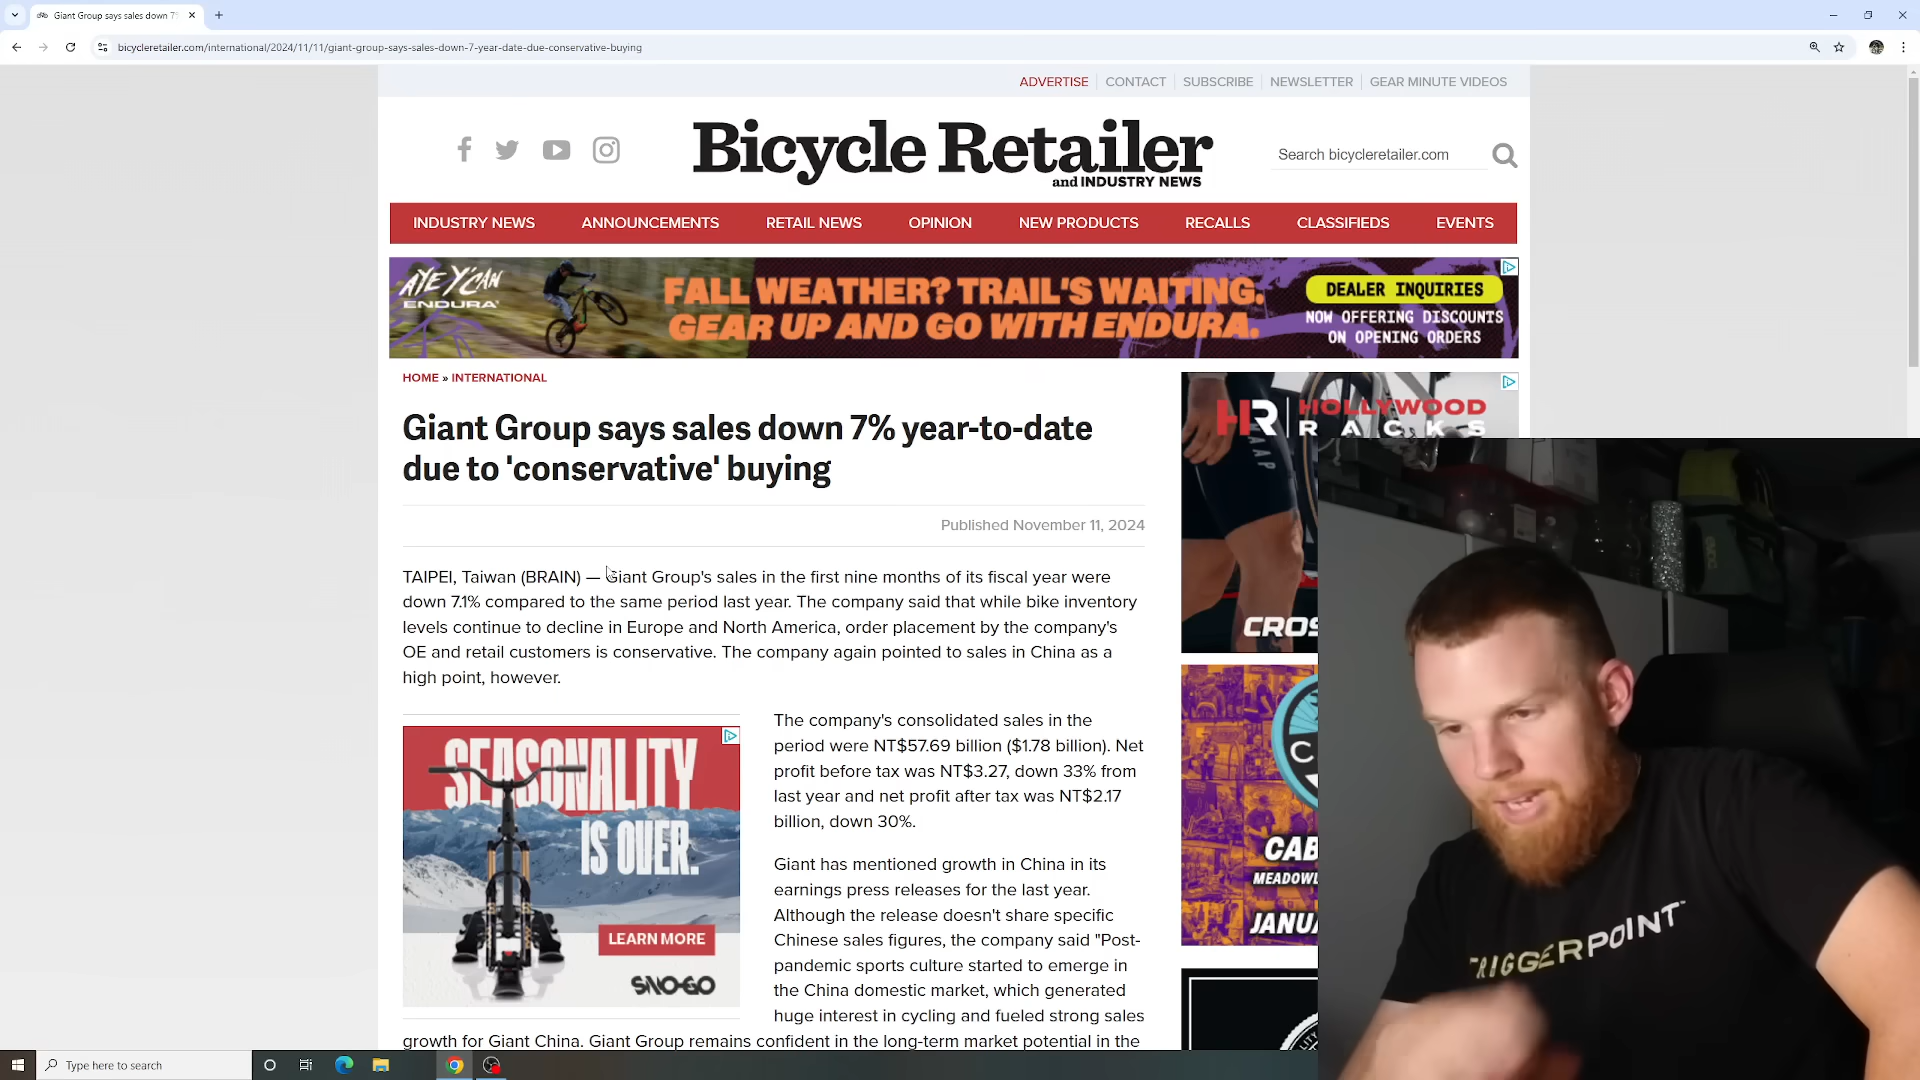 Giant Group says sales down 7%
bicycleretailer.com/international/2024/11/11/giant-group-says-sales-down-7-year-date-due-conservative-buying
ADVERTISE CONTACT SUBSCRIBE NEWSLETTER GEAR MINUTE VIDEOS
Bicycle Retailer
and INDUSTRY NEWS
Search bicycleretailer.com
INDUSTRY NEWS ANNOUNCEMENTS RETAIL NEWS OPINION NEW PRODUCTS RECALLS CLASSIFIEDS EVENTS
AYE Y'CAN
ENDURA
FALL WEATHER? TRAIL'S WAITING.
GEAR UP AND GO WITH ENDURA.
DEALER INQUIRIES
NOW OFFERING DISCOUNTS
ON OPENING ORDERS
HOME » INTERNATIONAL
Giant Group says sales down 7% year-to-date
due to 'conservative' buying
Published November 11, 2024
TAIPEI, Taiwan (BRAIN) — Giant Group's sales in the first nine months of its fiscal year were
down 7.1% compared to the same period last year. The company said that while bike inventory
levels continue to decline in Europe and North America, order placement by the company's
OE and retail customers is conservative. The company again pointed to sales in China as a
high point, however.
SEASONALITY
IS OVER.
LEARN MORE
SNO-GO
The company's consolidated sales in the
period were NT$57.69 billion ($1.78 billion). Net
profit before tax was NT$3.27, down 33% from
last year and net profit after tax was NT$2.17
billion, down 30%.
Giant has mentioned growth in China in its
earnings press releases for the last year.
Although the release doesn't share specific
Chinese sales figures, the company said "Post-
pandemic sports culture started to emerge in
the China domestic market, which generated
huge interest in cycling and fueled strong sales
growth for Giant China. Giant Group remains confident in the long-term market potential in the
HR HOLLYWOOD
RACKS
CROS
C
CAB
MEADOWL
JANUA
TRIGGERPOINT
Type here to search